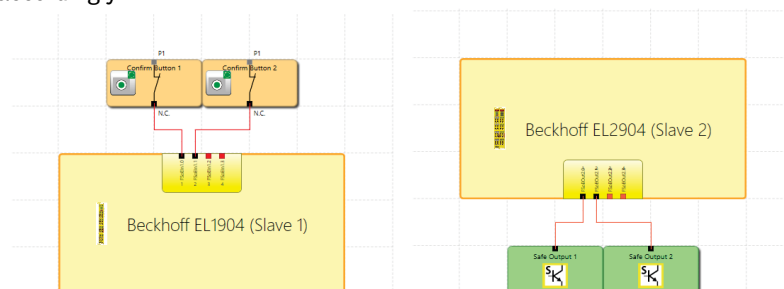 P1 P1
Confirm Button 1 Confirm Button 2
N.C. N.C.
Beckhoff EL1904 (Slave 1)
Beckhoff EL2904 (Slave 2)
Safe Output 1 Safe Output 2